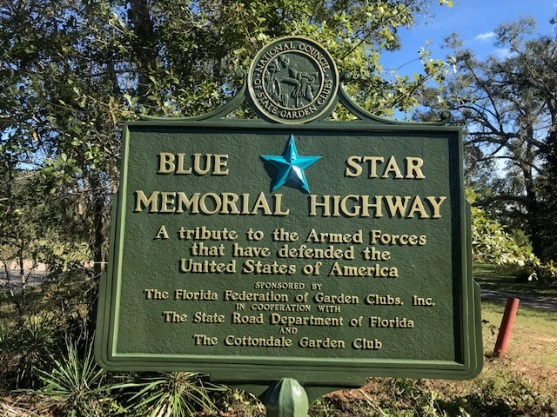 NATIONAL COUNCIL
OF STATE GARDEN CLUBS
BLUE STAR
MEMORIAL HIGHWAY
A tribute to the Armed Forces
that have defended the
United States of America
SPONSORED BY
The Florida Federation of Garden Clubs, Inc.
IN COOPERATION WITH
The State Road Department of Florida
AND
The Cottondale Garden Club